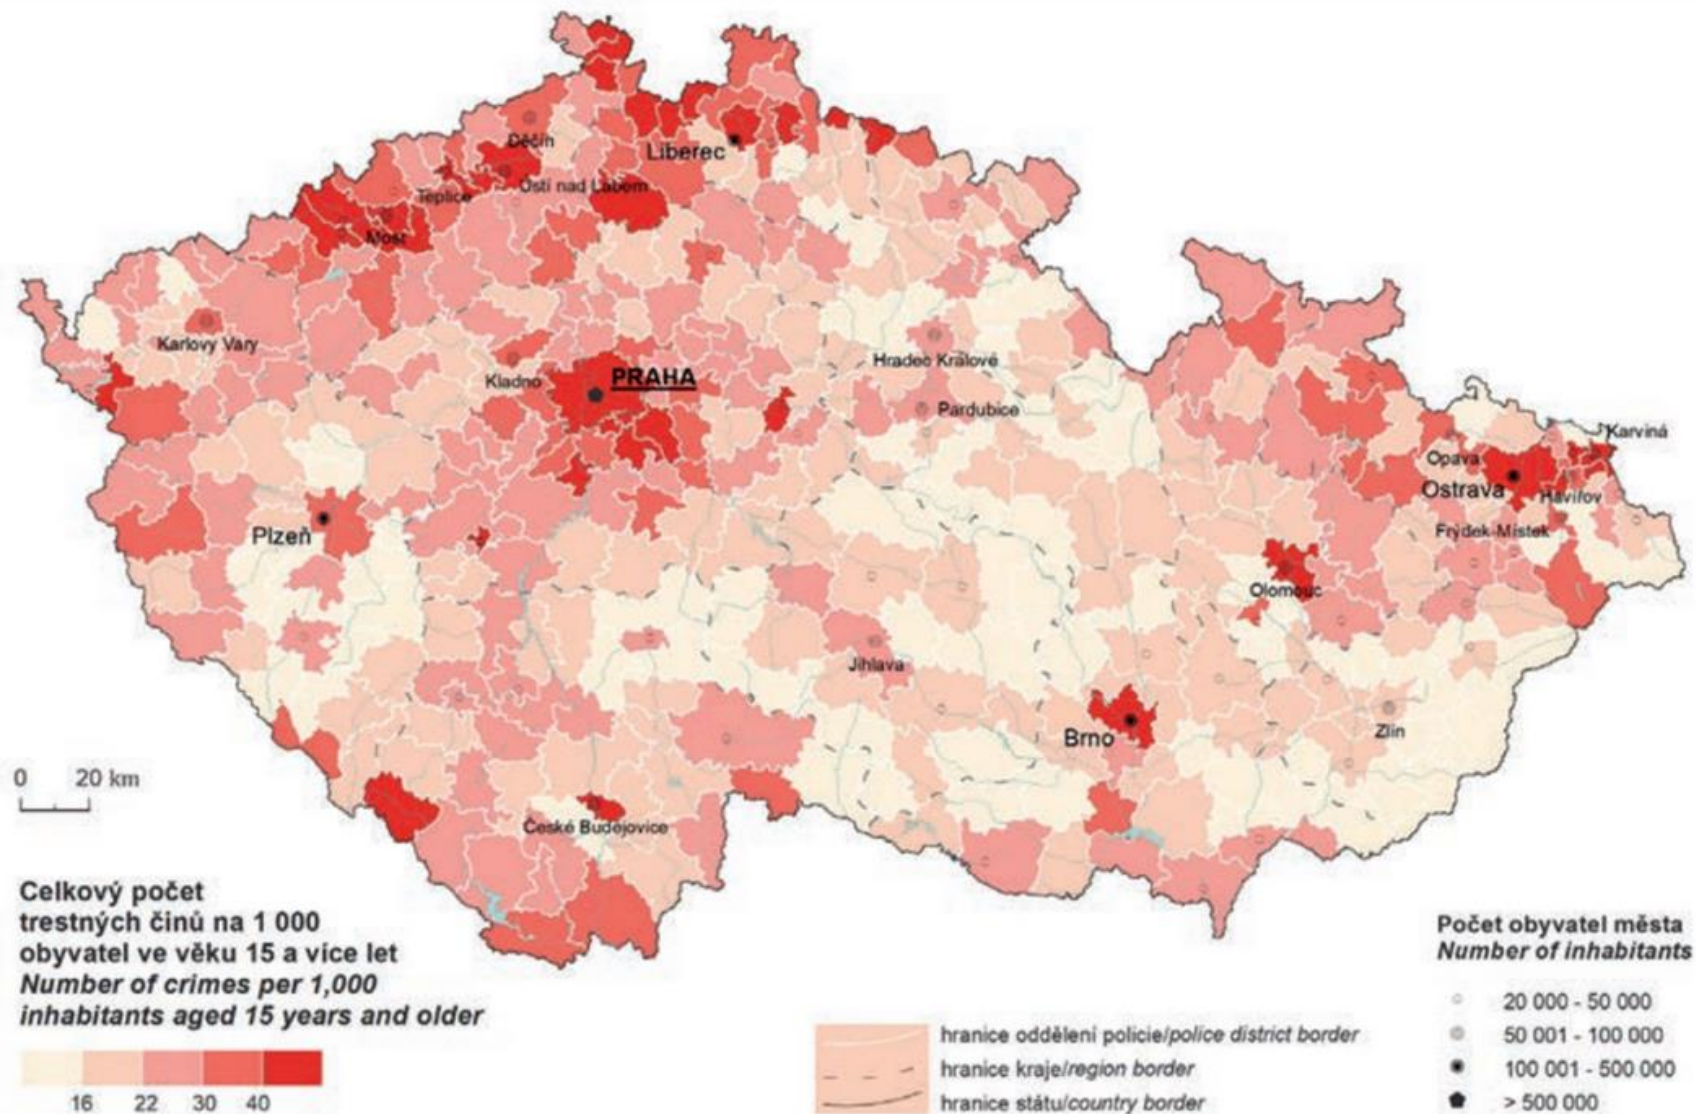 Děčín
Liberec
Ústí nad Labem
Teplice
Most
Karlovy Vary
Kladno
PRAHA
Hradec Králové
Pardubice
Karviná
Opava
Ostrava
Havířov
Frýdek-Místek
Plzeň
Olomouc
Jihlava
Zlín
Brno
České Budějovice
0 20 km
Celkový počet
trestných činů na 1 000
obyvatel ve věku 15 a více let
Number of crimes per 1,000
inhabitants aged 15 years and older
16 22 30 40
hranice oddělení policie/police district border
hranice kraje/region border
hranice státu/country border
Počet obyvatel města
Number of inhabitants
20 000 - 50 000
50 001 - 100 000
100 001 - 500 000
> 500 000